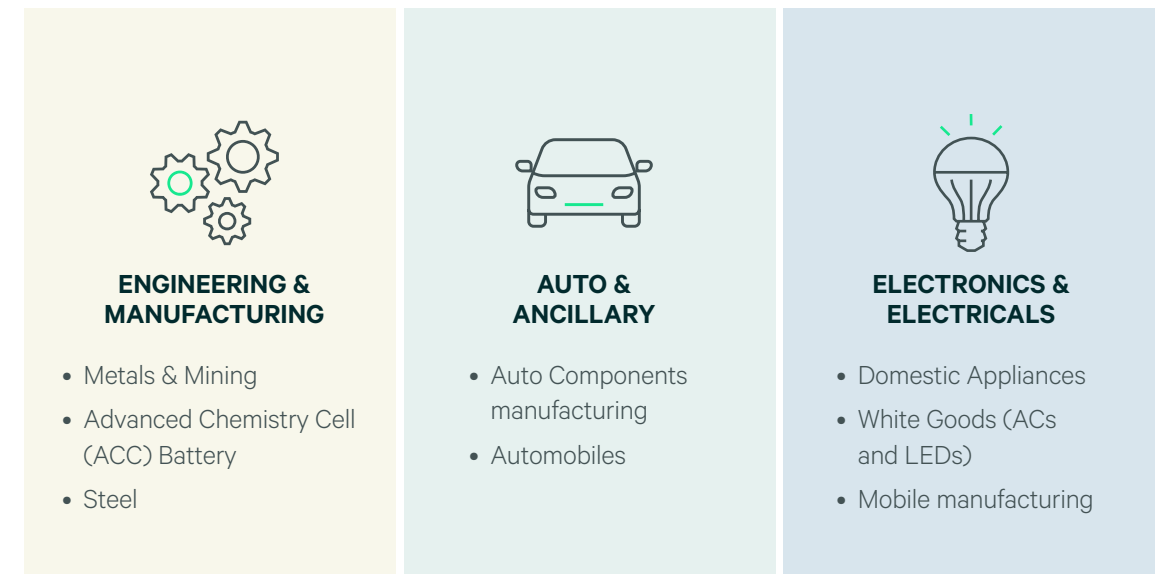 ENGINEERING &
MANUFACTURING
• Metals & Mining
• Advanced Chemistry Cell
(ACC) Battery
• Steel
AUTO &
ANCILLARY
• Auto Components
manufacturing
• Automobiles
ELECTRONICS &
ELECTRICALS
• Domestic Appliances
• White Goods (ACs
and LEDs)
• Mobile manufacturing